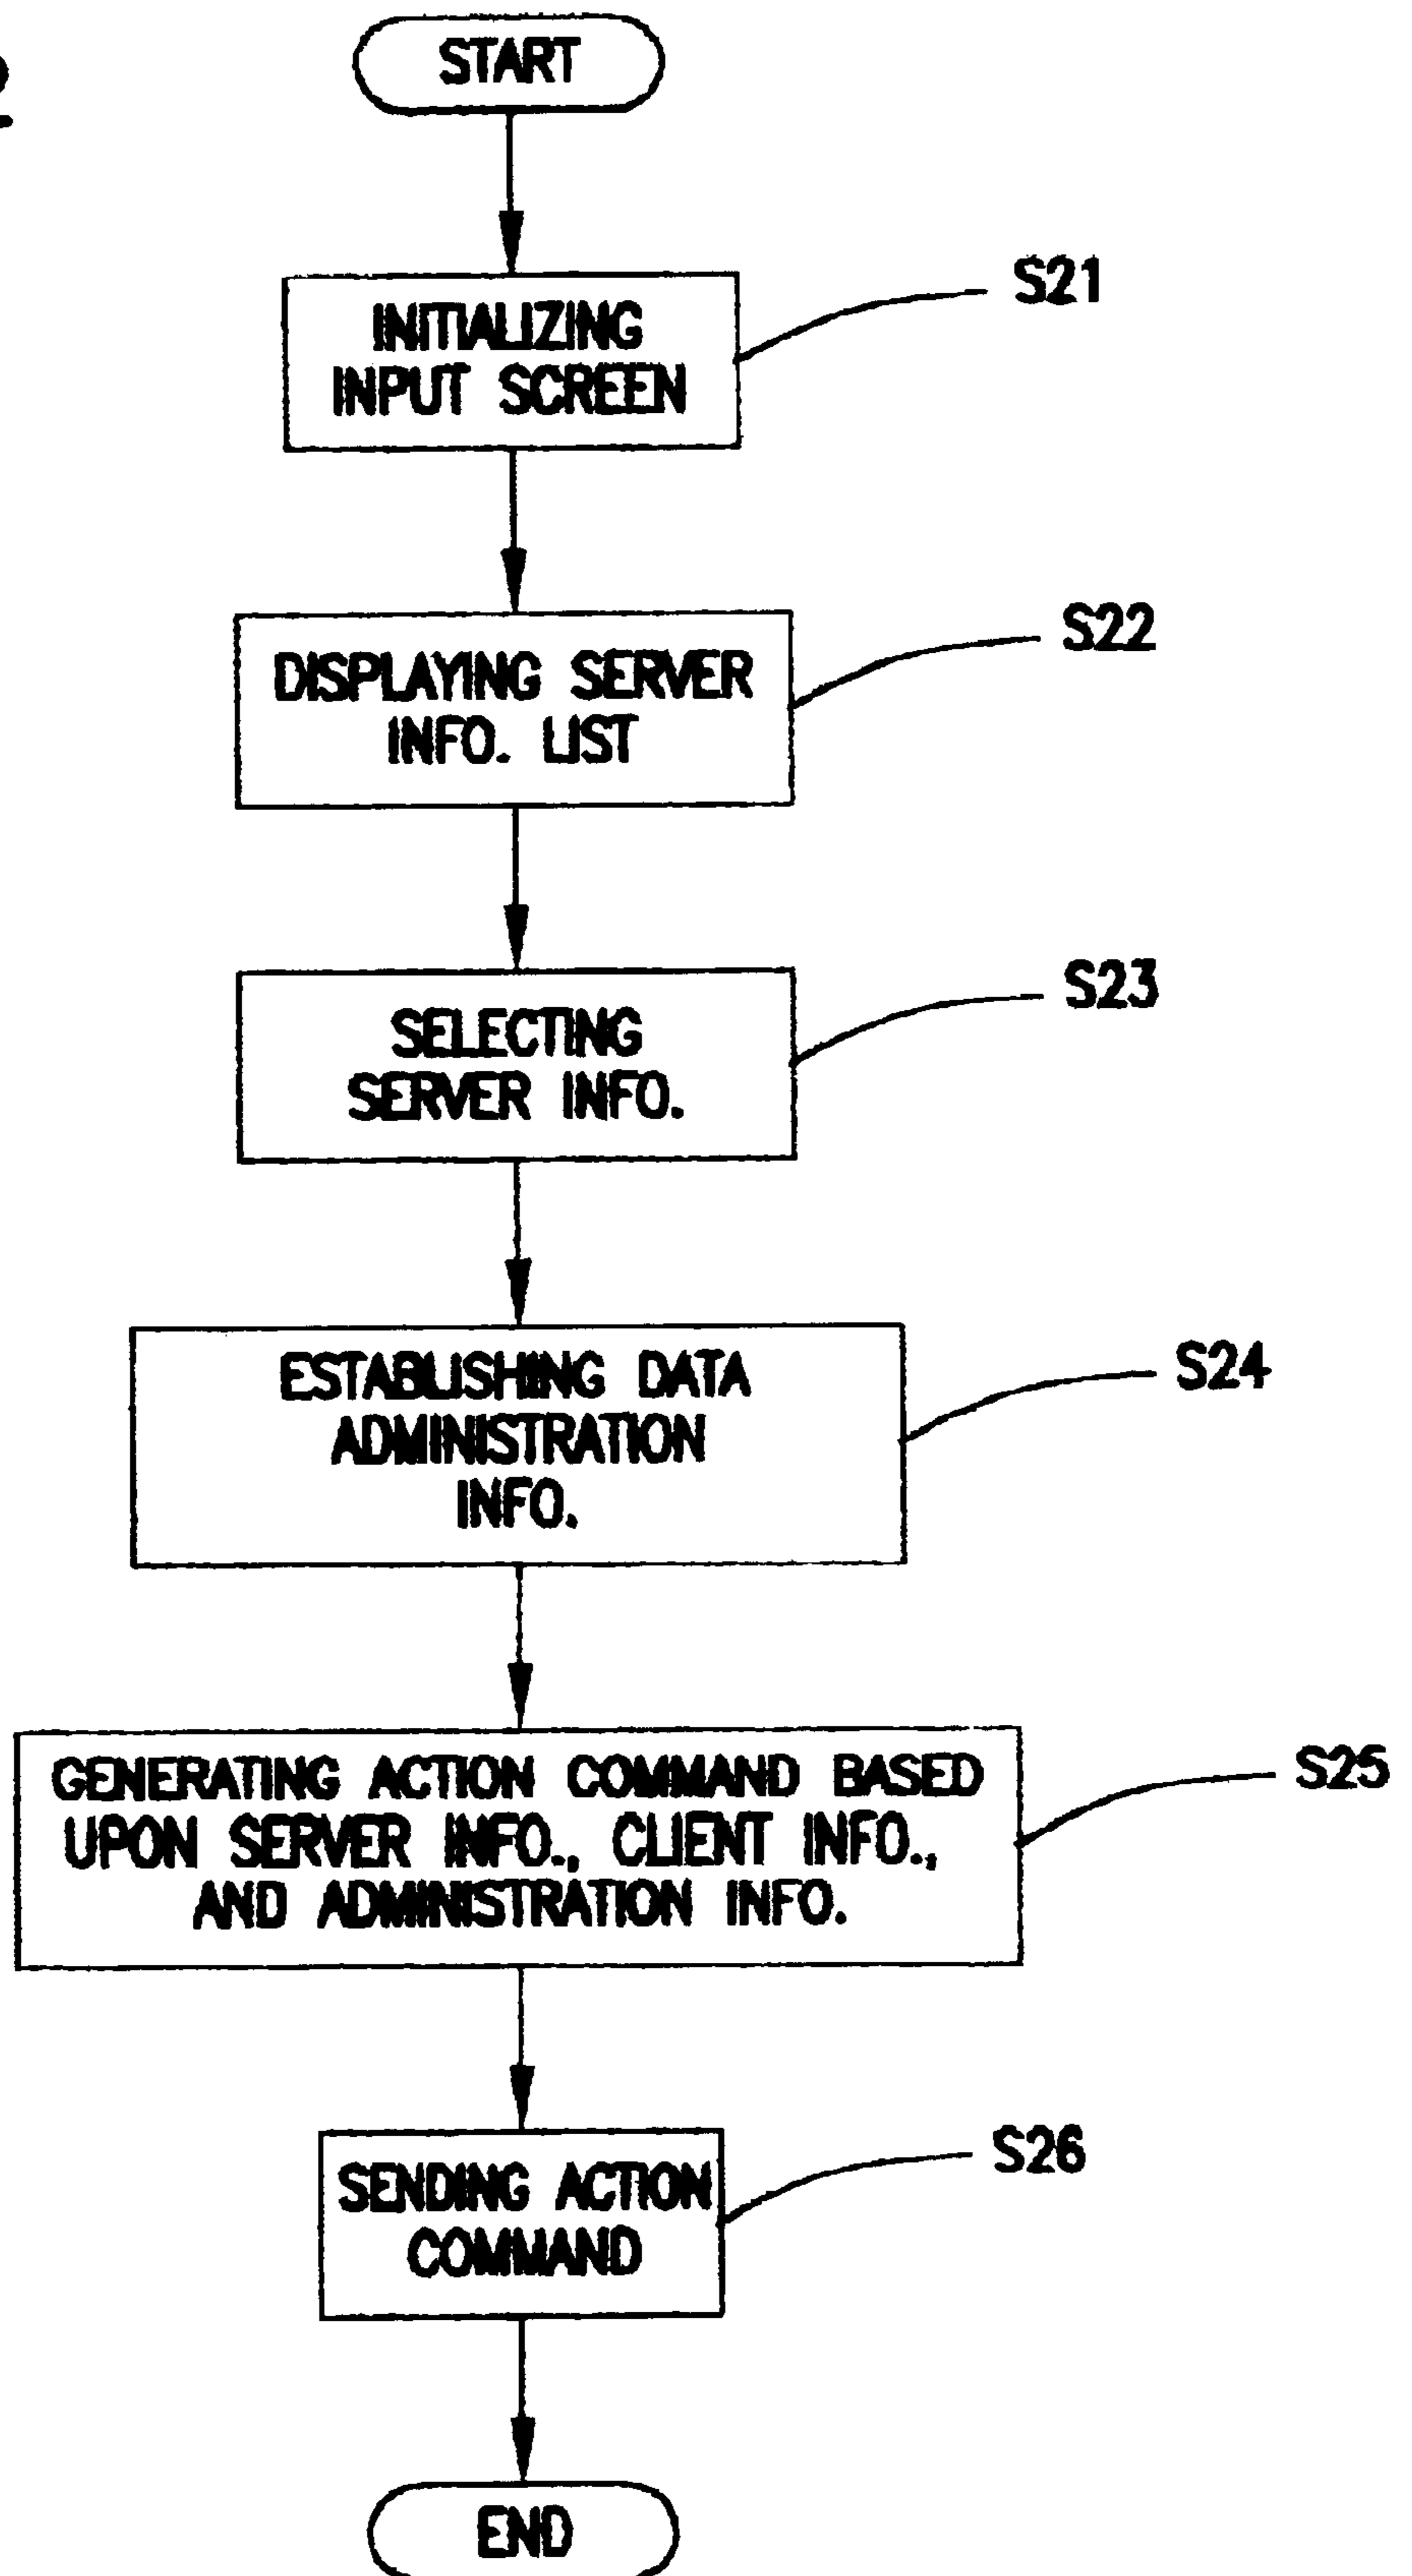 START
INITIALIZING
INPUT SCREEN
S21
DISPLAYING SERVER
INFO. LIST
S22
SELECTING
SERVER INFO.
S23
ESTABLISHING DATA
ADMINISTRATION
INFO.
S24
GENERATING ACTION COMMAND BASED
UPON SERVER INFO., CLIENT INFO.,
AND ADMINISTRATION INFO.
S25
SENDING ACTION
COMMAND
S26
END